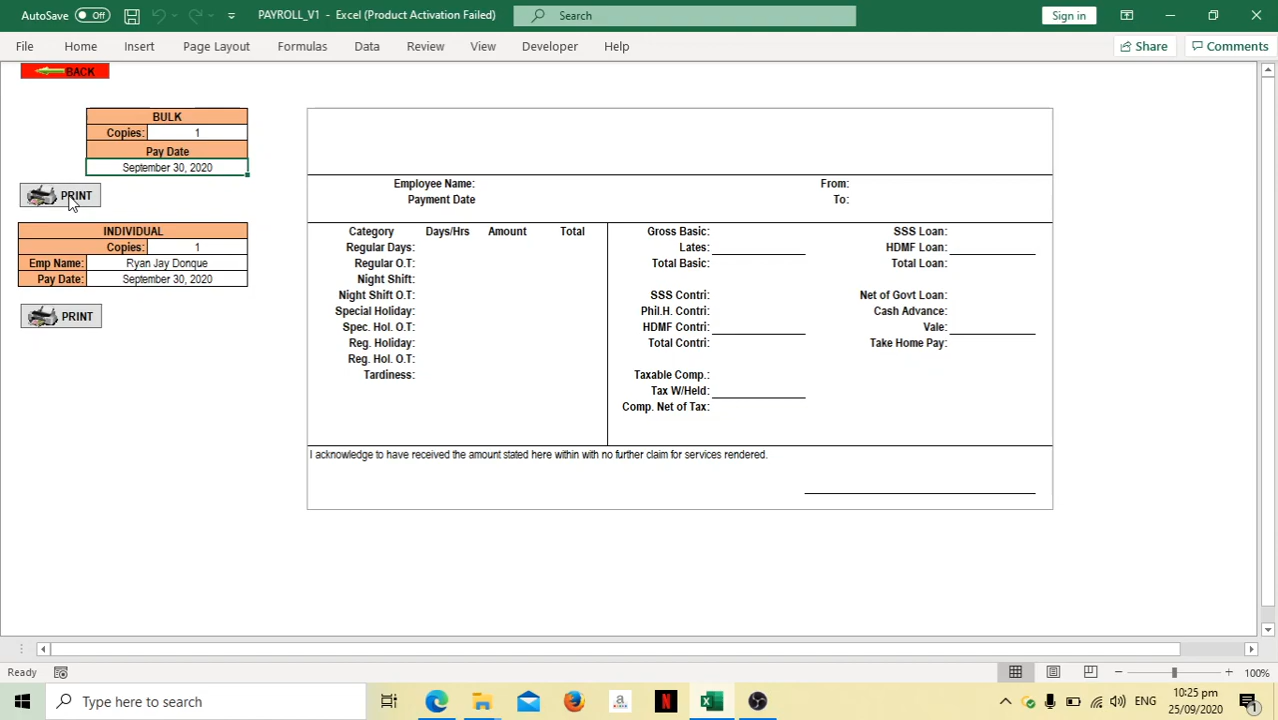 AutoSave Off PAYROLL_V1 - Excel (Product Activation Failed) Search Sign in
File Home Insert Page Layout Formulas Data Review View Developer Help Share Comments
BACK
BULK
Copies: 1
Pay Date
September 30, 2020
PRINT
INDIVIDUAL
Copies: 1
Emp Name: Ryan Jay Donque
Pay Date: September 30, 2020
PRINT
Employee Name: From:
Payment Date To:
Category Days/Hrs Amount Total Gross Basic: SSS Loan:
Regular Days: Lates: HDMF Loan:
Regular O.T: Total Basic: Total Loan:
Night Shift:
Night Shift O.T: SSS Contri: Net of Govt Loan:
Special Holiday: Phil.H. Contri: Cash Advance:
Spec. Hol. O.T: HDMF Contri: Vale:
Reg. Holiday: Total Contri: Take Home Pay:
Reg. Hol. O.T:
Tardiness: Taxable Comp.:
Tax W/Held:
Comp. Net of Tax:
I acknowledge to have received the amount stated here within with no further claim for services rendered.
Ready 100%
Type here to search ENG 10:25 pm
25/09/2020